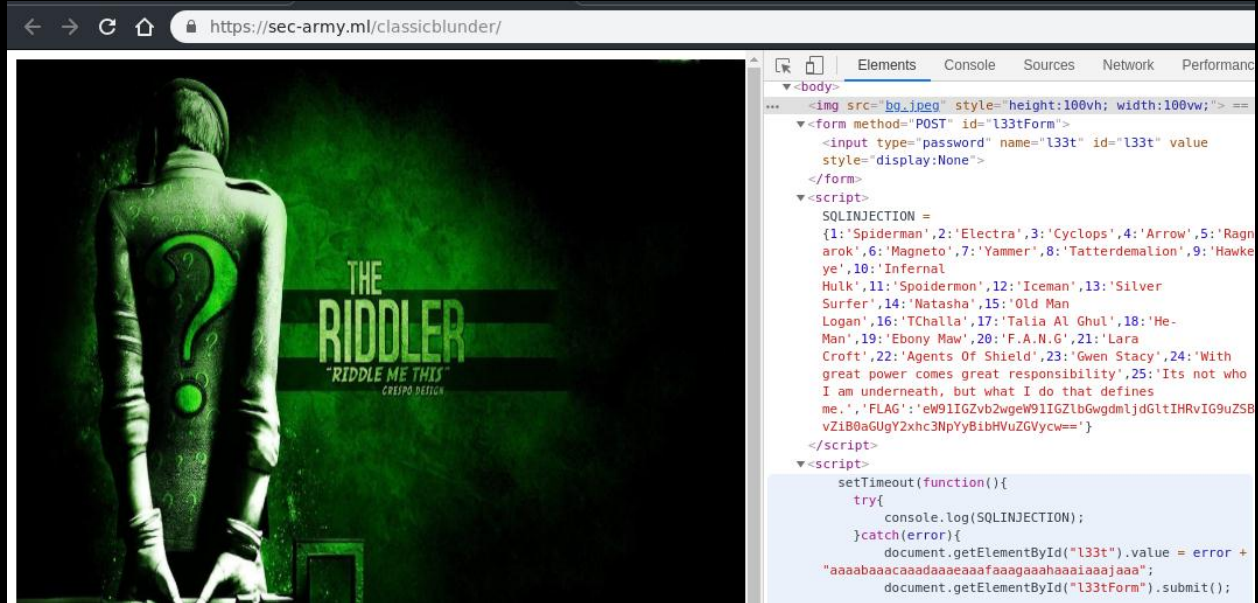 https://sec-army.ml/classicblunder/
THE
RIDDLER
"RIDDLE ME THIS"
CRESPO DESIGN
Elements Console Sources Network Performanc
▼<body>
... <img src="bg.jpeg" style="height:100vh; width:100vw;"> ==
▼<form method="POST" id="l33tForm">
<input type="password" name="l33t" id="l33t" value
style="display:None">
</form>
▼<script>
SQLINJECTION =
{1:'Spiderman',2:'Electra',3:'Cyclops',4:'Arrow',5:'Ragn
arok',6:'Magneto',7:'Yammer',8:'Tatterdemalion',9:'Hawke
ye',10:'Infernal
Hulk',11:'Spoidermon',12:'Iceman',13:'Silver
Surfer',14:'Natasha',15:'Old Man
Logan',16:'TChalla',17:'Talia Al Ghul',18:'He-
Man',19:'Ebony Maw',20:'F.A.N.G',21:'Lara
Croft',22:'Agents Of Shield',23:'Gwen Stacy',24:'With
great power comes great responsibility',25:'Its not who
I am underneath, but what I do that defines
me.','FLAG':'eW91IGZvb2wgeW91IGZlbGwgdmljdGltIHRvIG9uZSB
vZiB0aGUgY2xhc3NpYyBibHVuZGVycw=='}
</script>
▼<script>
setTimeout(function(){
try{
console.log(SQLINJECTION);
}catch(error){
document.getElementById("l33t").value = error +
"aaaabaaacaaadaaaeaaafaaagaaahaaaiaaajaaa";
document.getElementById("l33tForm").submit();